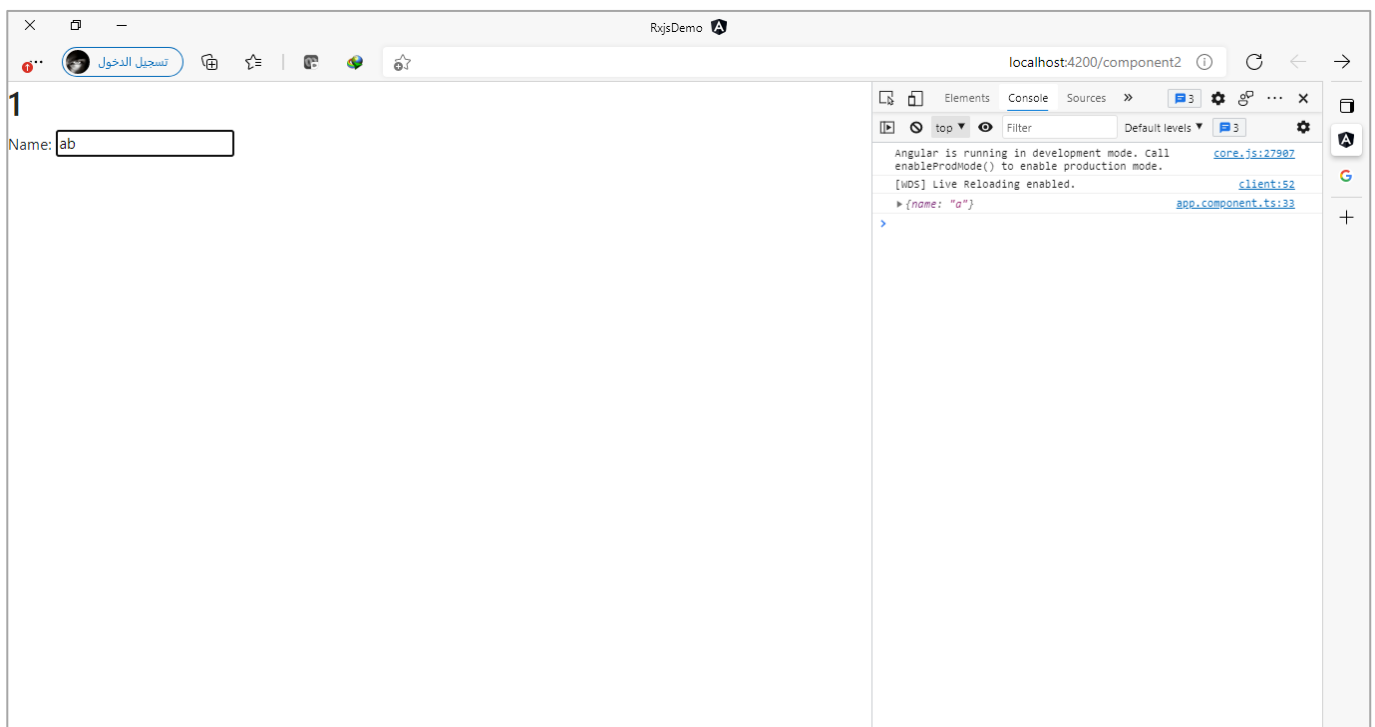 RxjsDemo
تسجيل الدخول
localhost:4200/component2
1
Name: ab
Elements Console Sources » 3
top ▼ Filter Default levels ▼ 3
Angular is running in development mode. Call core.js:27907
enableProdMode() to enable production mode.
[WDS] Live Reloading enabled. client:52
▶{name: "a"} app.component.ts:33